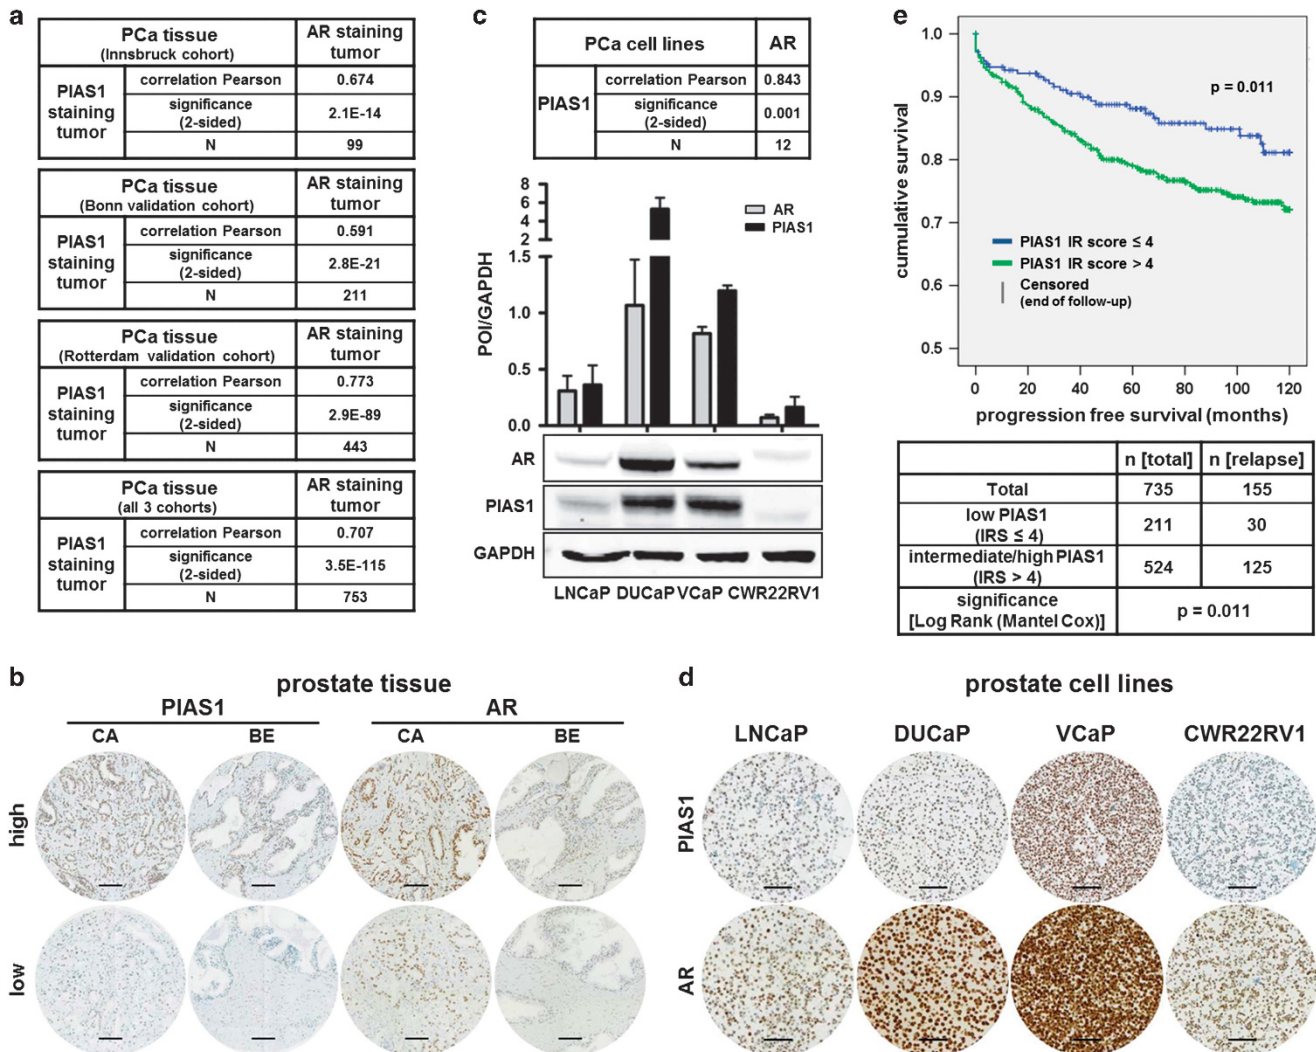 a
PCa tissue
(Innsbruck cohort)
AR staining
tumor
PIAS1
staining
tumor
correlation Pearson
0.674
significance
(2-sided)
2.1E-14
N
99
PCa tissue
(Bonn validation cohort)
AR staining
tumor
PIAS1
staining
tumor
correlation Pearson
0.591
significance
(2-sided)
2.8E-21
N
211
PCa tissue
(Rotterdam validation cohort)
AR staining
tumor
PIAS1
staining
tumor
correlation Pearson
0.773
significance
(2-sided)
2.9E-89
N
443
PCa tissue
(all 3 cohorts)
AR staining
tumor
PIAS1
staining
tumor
correlation Pearson
0.707
significance
(2-sided)
3.5E-115
N
753
c
PCa cell lines
AR
PIAS1
correlation Pearson
0.843
significance
(2-sided)
0.001
N
12
8
6
4
2
1.5
1.0
0.5
0.0
POI/GAPDH
AR
PIAS1
AR
PIAS1
GAPDH
LNCaP DUCaP VCaP CWR22RV1
e
1.0
0.9
0.8
0.7
0.6
0.5
cumulative survival
p = 0.011
PIAS1 IR score ≤ 4
PIAS1 IR score > 4
Censored
(end of follow-up)
0 20 40 60 80 100 120
progression free survival (months)
n [total] n [relapse]
Total 735 155
low PIAS1
(IRS ≤ 4)
211 30
intermediate/high PIAS1
(IRS > 4)
524 125
significance
[Log Rank (Mantel Cox)]
p = 0.011
b
prostate tissue
PIAS1 AR
CA BE CA BE
high
low
d
prostate cell lines
LNCaP DUCaP VCaP CWR22RV1
PIAS1
AR